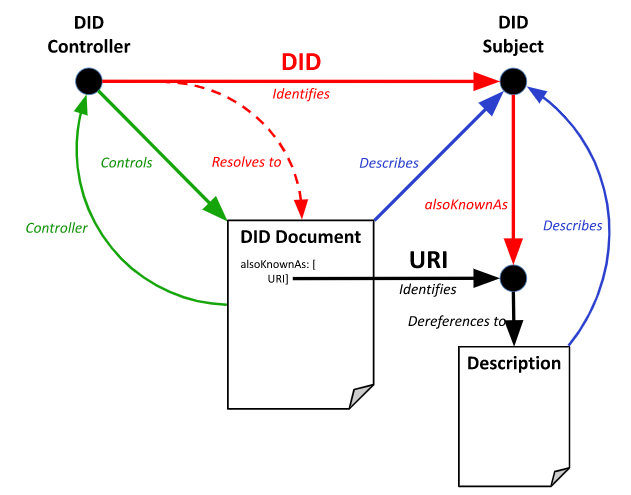 DID
Controller
DID
Subject
DID
Identifies
Controls
Resolves to
Describes
alsoKnownAs
Controller
Describes
DID Document
alsoKnownAs: [
URI]
URI
Identifies
Dereferences to
Description